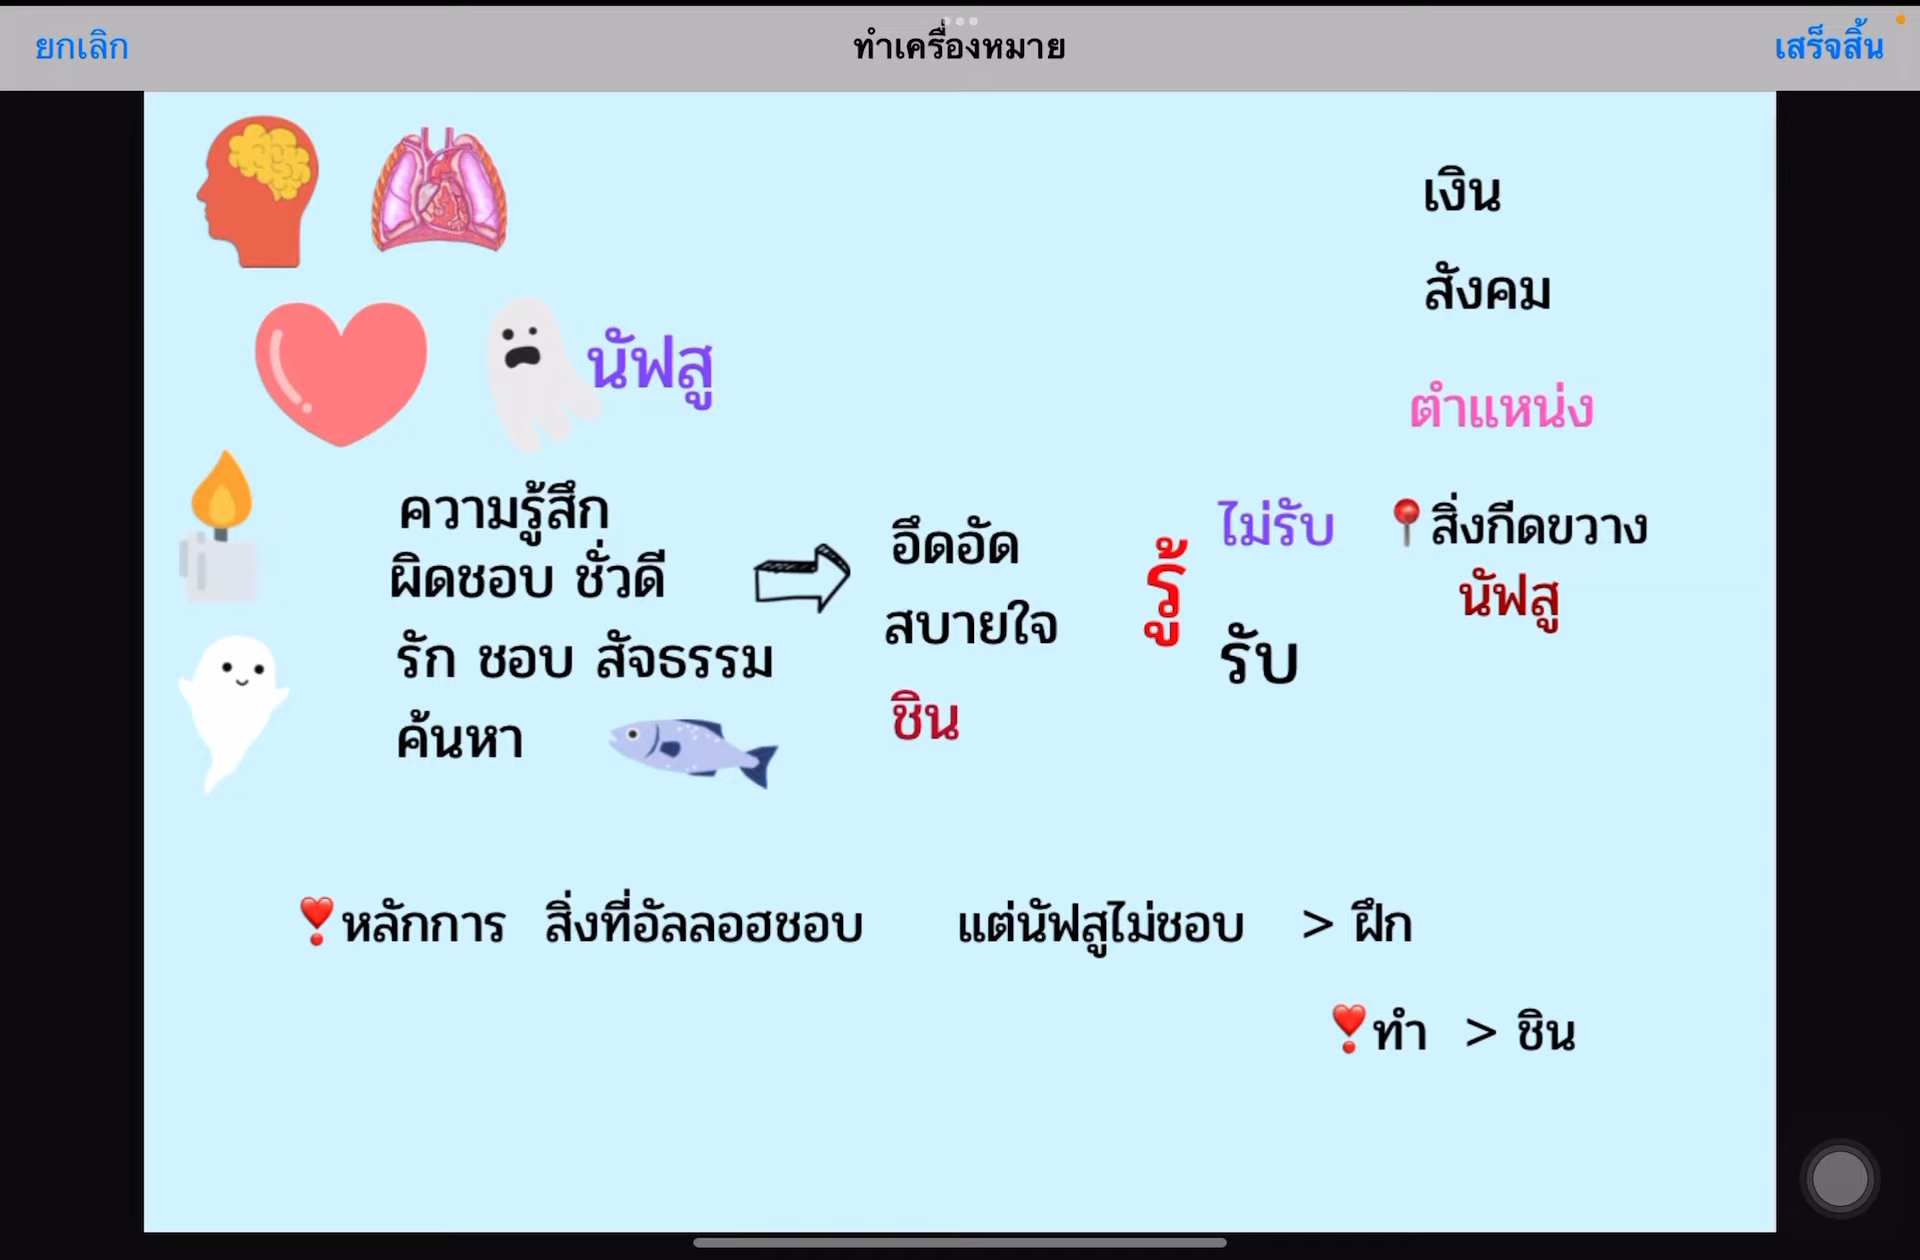 ยกเลิก
ทำเครื่องหมาย
เสร็จสิ้น
เงิน
สังคม
นัฟสู
ตำแหน่ง
ความรู้สึก
ผิดชอบ ชั่วดี
รัก ชอบ สัจธรรม
ค้นหา
อึดอัด
สบายใจ
ชิน
รู้
ไม่รับ
รับ
📍สิ่งกีดขวาง
นัฟสู
❣️หลักการ สิ่งที่อัลลอฮชอบ แต่นัฟสูไม่ชอบ > ฝึก
❣️ทำ > ชิน